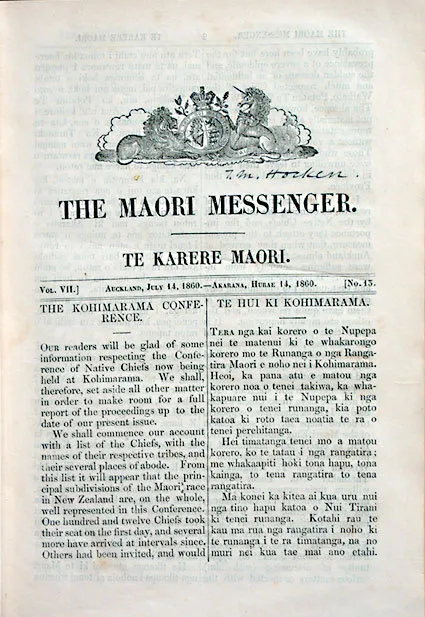 T. M. Hocken.
THE MAORI MESSENGER.
TE KARERE MAORI.
VOL. VII.] AUCKLAND, JULY 14, 1860.—AKARANA, HURAE 14, 1860. [No. 13.
THE KOHIMARAMA CONFE-
RENCE.
OUR readers will be glad of some
information respecting the Confe-
rence of Native Chiefs now being
held at Kohimarama. We shall,
therefore, set aside all other matter
in order to make room for a full
report of the proceedings up to the
date of our present issue.
We shall commence our account
with a list of the Chiefs, with the
names of their respective tribes, and
their several places of abode. From
this list it will appear that the prin-
cipal subdivisions of the Maori race
in New Zealand are, on the whole,
well represented in this Conference.
One hundred and twelve Chiefs took
their seat on the first day, and several
more have arrived at intervals since.
Others had been invited, and would
TE HUI KI KOHIMARAMA.
TERA nga kai korero o te Nupepa
nei te matenui ki te whakarongo
korero mo te Runanga o nga Ranga-
tira Maori e noho nei i Kohimarama.
Heoi, ka pana atu e matou nga
korero noa o tenei takiwa, ka wha-
kapuare nui i te Nupepa ki nga
korero o tenei runanga, kia poto
katoa ki roto taea noatia te ra o
tenei perehitanga.
Hei timatanga tenei mo a matou
korero, ko te tatau i nga rangatira;
me whakaapiti hoki tona hapu, tona
kainga, to tena rangatira to tena
rangatira.
Ma konei ka kitea ai kua uru nui
nga tino hapu katoa o Nui Tirani
ki tenei runanga. Kotahi rau te
kau ma rua nga rangatira i noho ki
te runanga i te ra timatanga, na no
muri nei kua tae mai ano etahi.